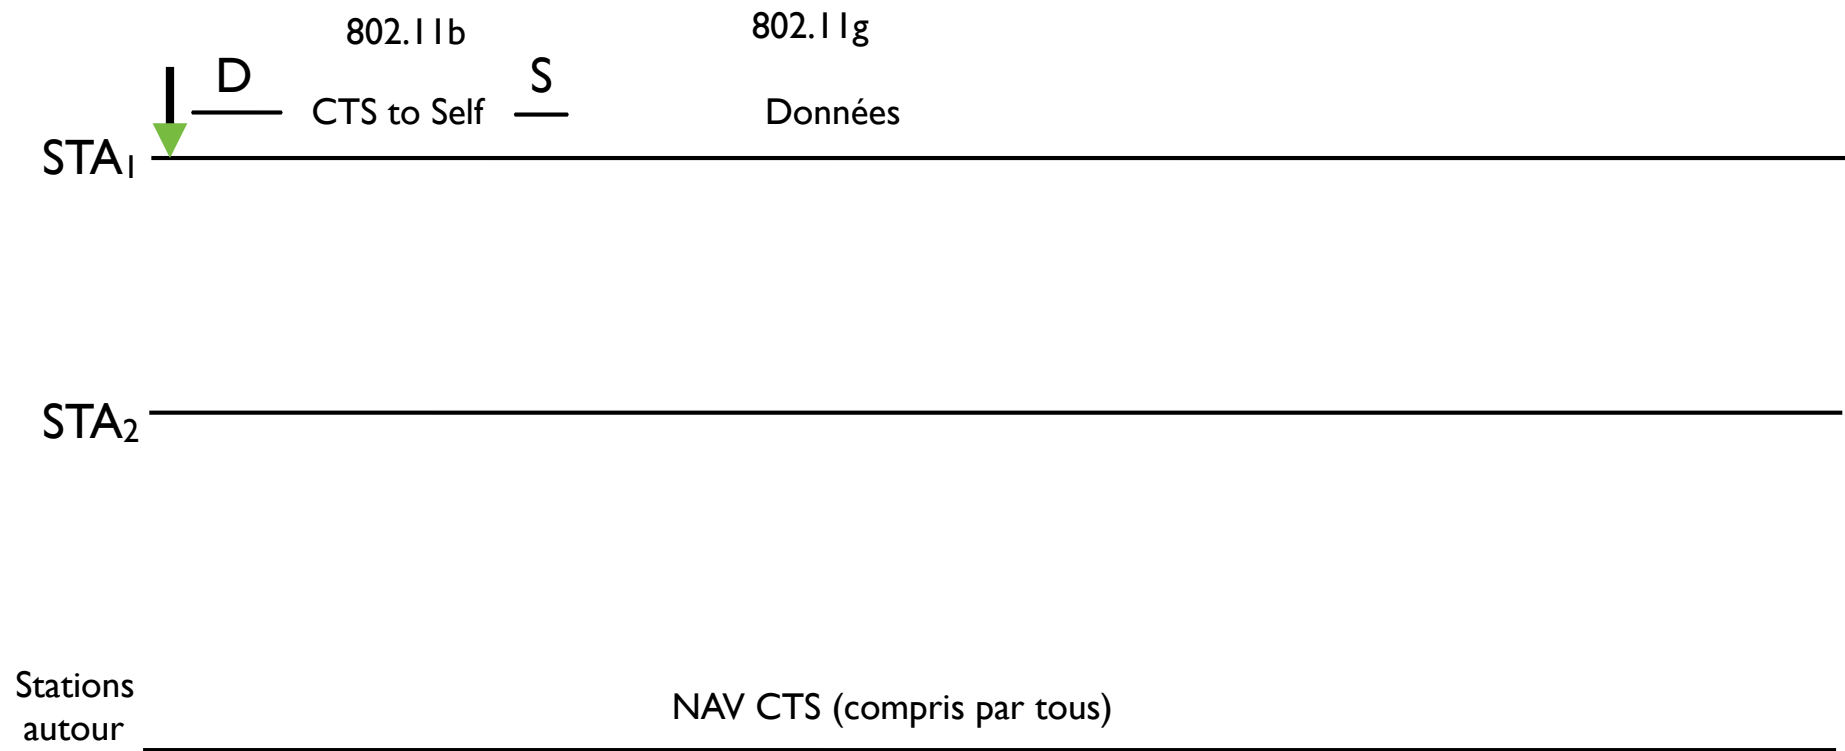 802.11b
802.11g
D
S
CTS to Self
Données
STA1
STA2
Stations
autour
NAV CTS (compris par tous)